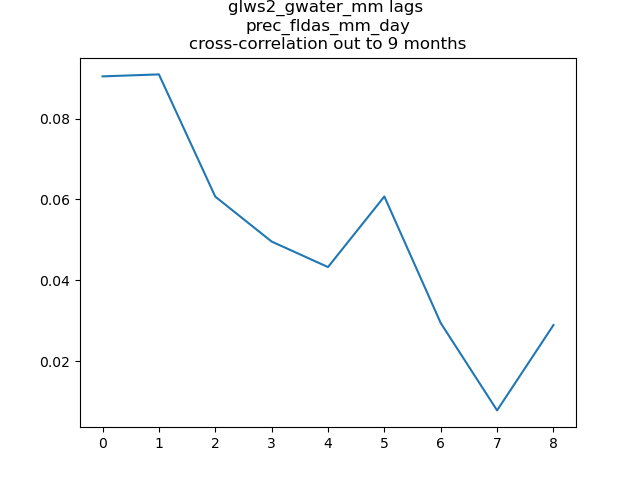 glws2_gwater_mm lags
prec_fldas_mm_day
cross-correlation out to 9 months
0.08
0.06
0.04
0.02
0 1 2 3 4 5 6 7 8